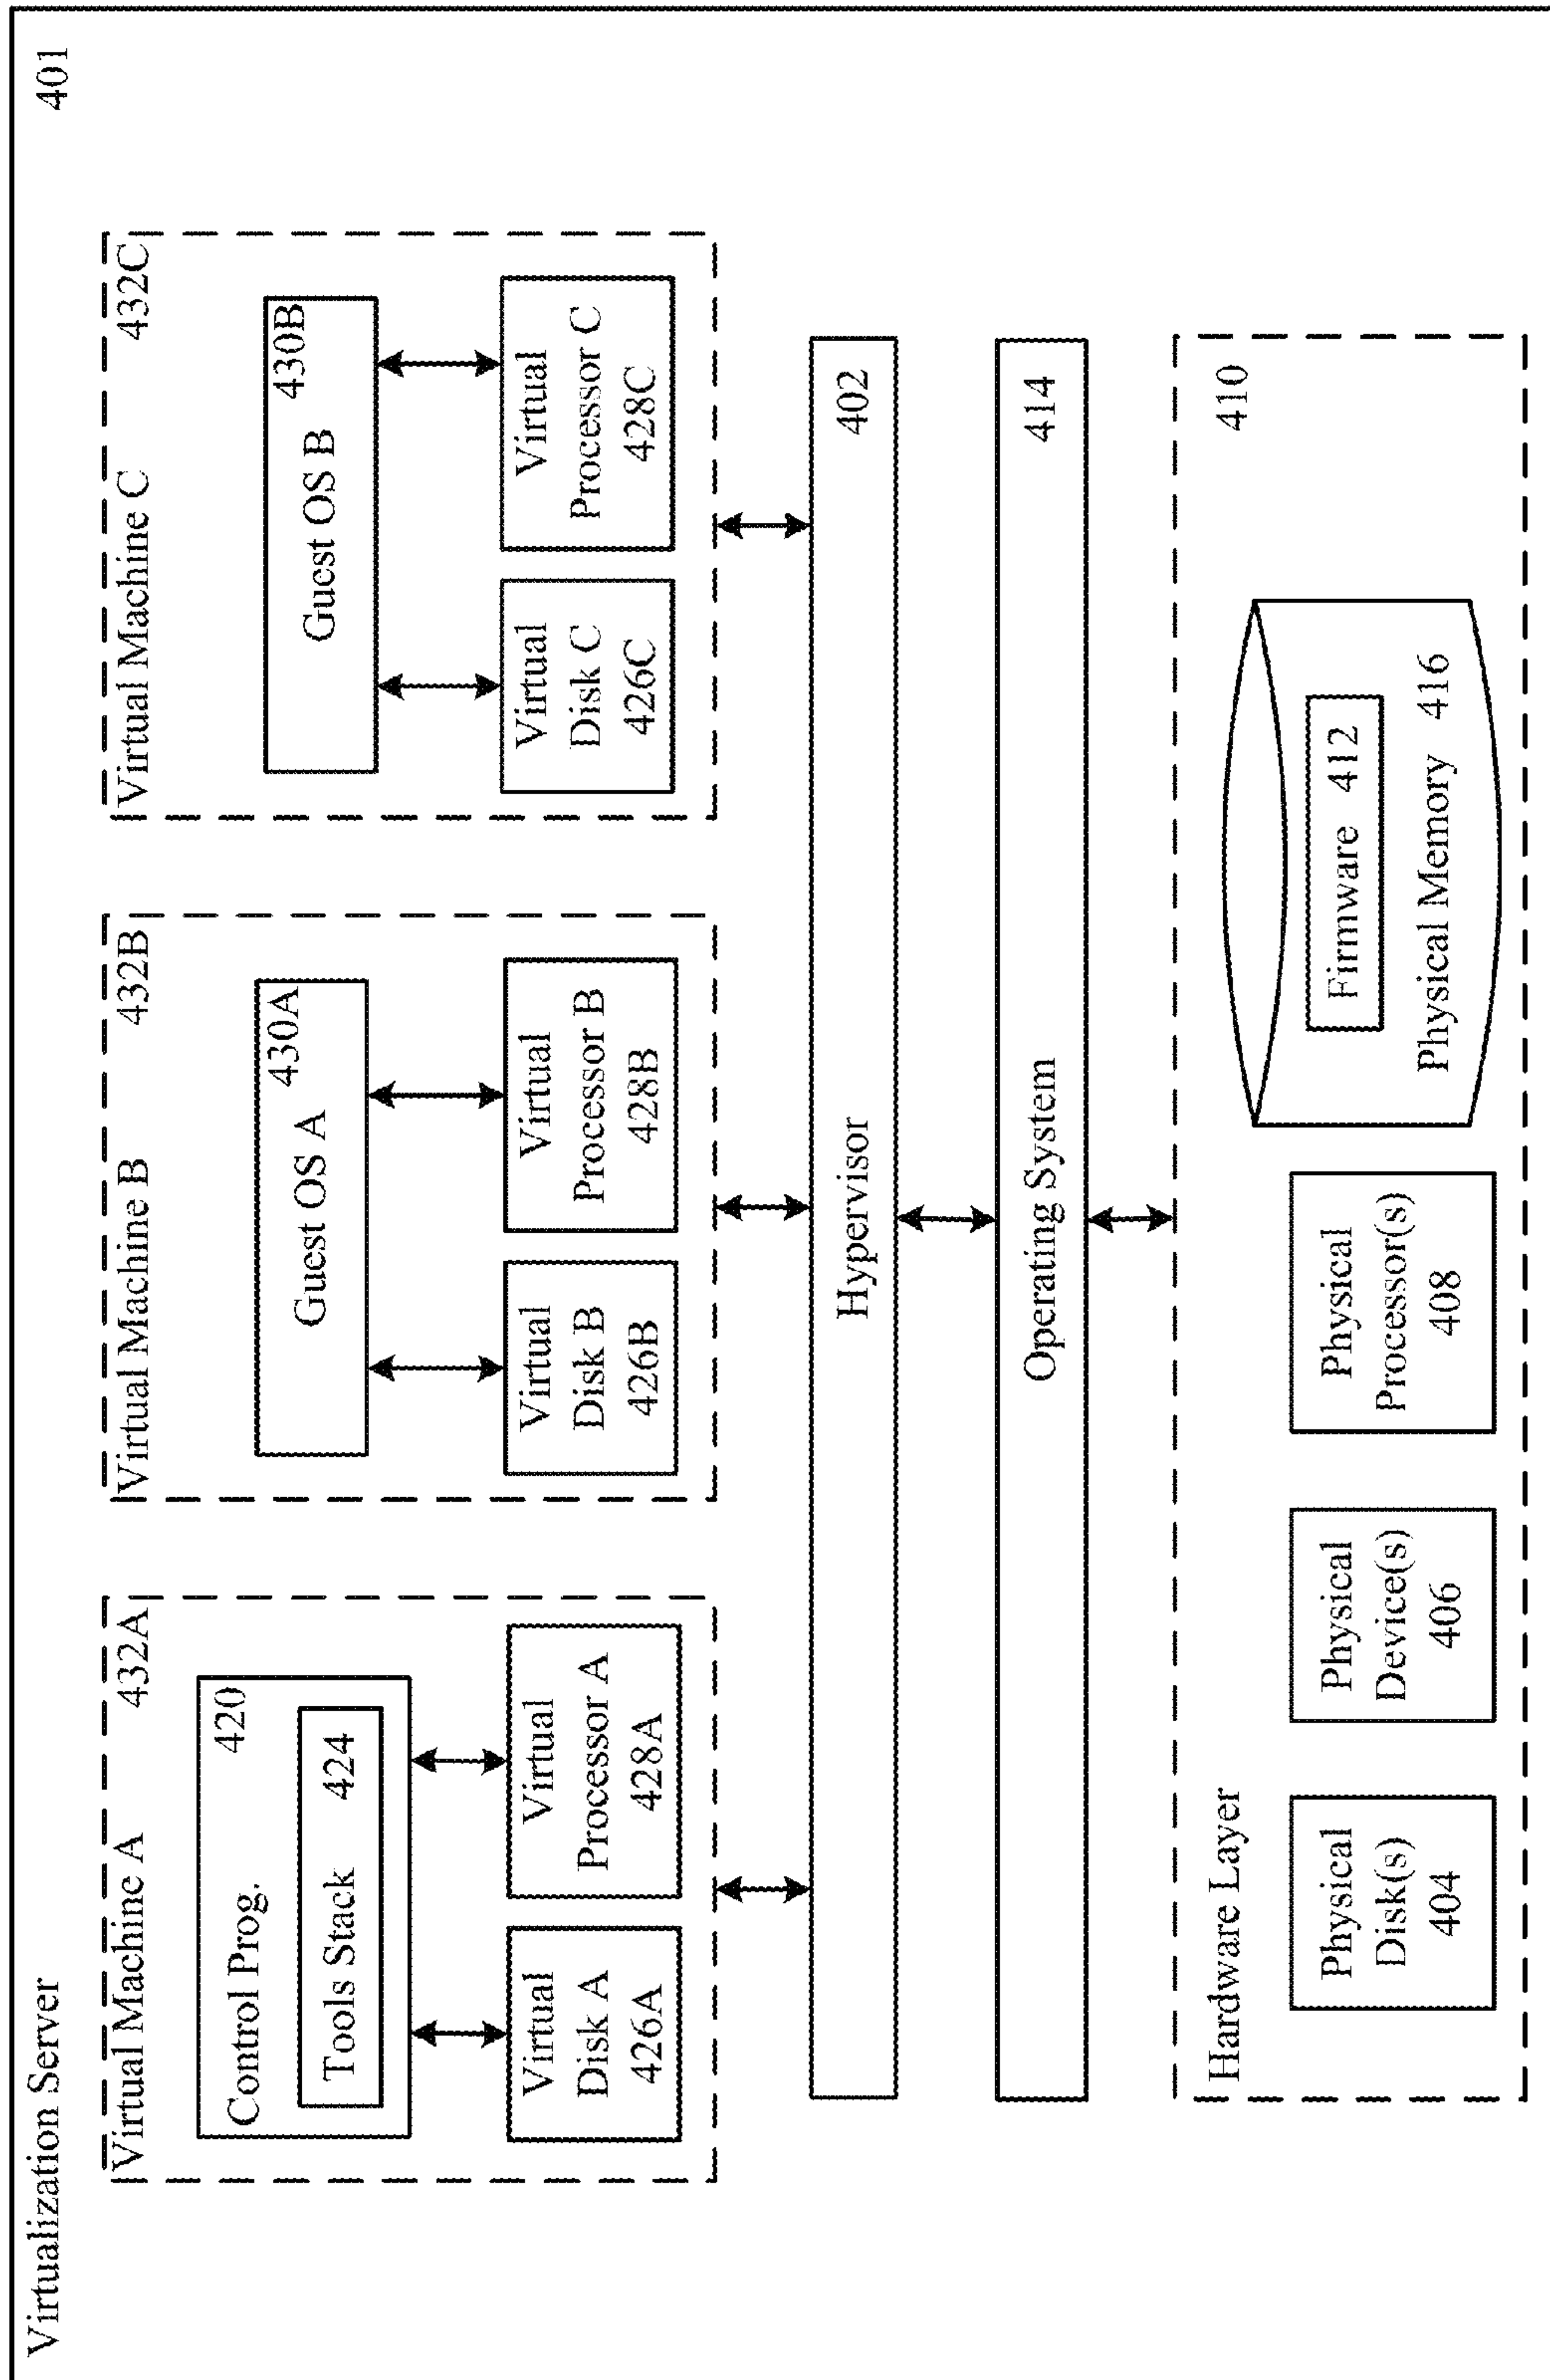 Virtualization Server
401
Virtual Machine A
432A
Control Prog.
420
Tools Stack 424
Virtual
Disk A
426A
Virtual
Processor A
428A
Virtual Machine B
432B
430A
Guest OS A
Virtual
Disk B
426B
Virtual
Processor B
428B
Virtual Machine C
432C
430B
Guest OS B
Virtual
Disk C
426C
Virtual
Processor C
428C
Hypervisor
402
Operating System
414
Hardware Layer
410
Physical
Disk(s)
404
Physical
Device(s)
406
Physical
Processor(s)
408
Firmware 412
Physical Memory 416